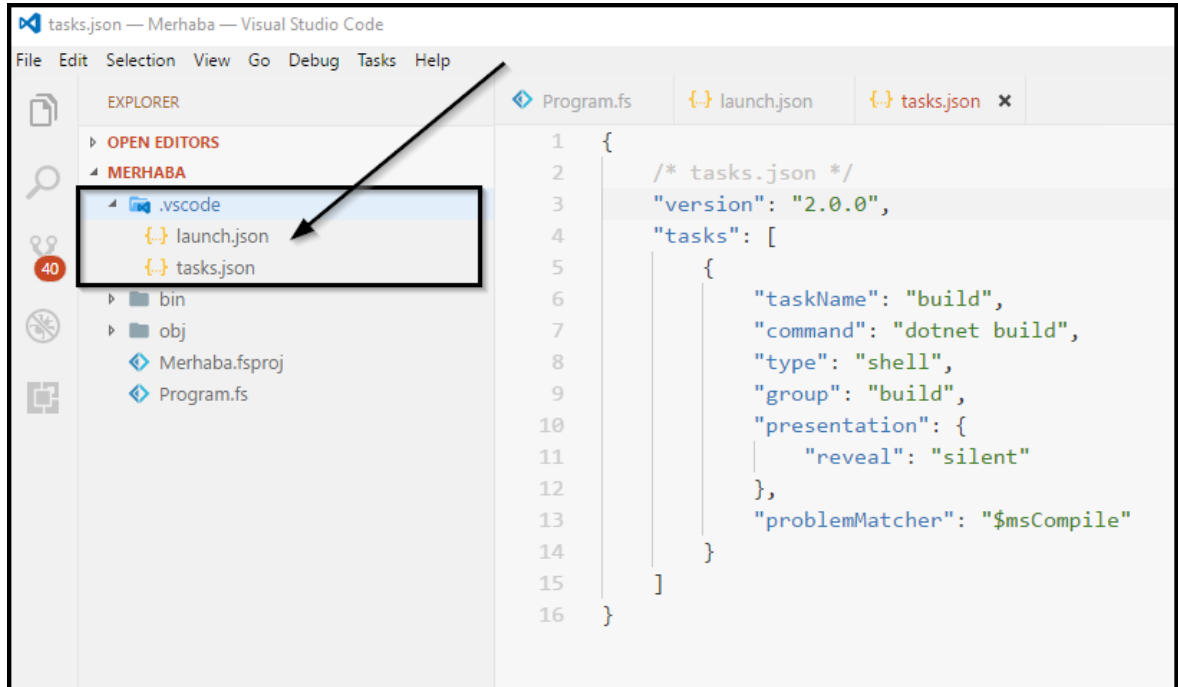 tasks.json — Merhaba — Visual Studio Code
File Edit Selection View Go Debug Tasks Help
EXPLORER
OPEN EDITORS
MERHABA
.vscode
{..} launch.json
{..} tasks.json
bin
obj
Merhaba.fsproj
Program.fs
40
Program.fs {..} launch.json {..} tasks.json ×
1 {
2 /* tasks.json */
3 "version": "2.0.0",
4 "tasks": [
5 {
6 "taskName": "build",
7 "command": "dotnet build",
8 "type": "shell",
9 "group": "build",
10 "presentation": {
11 "reveal": "silent"
12 },
13 "problemMatcher": "$msCompile"
14 }
15 ]
16 }